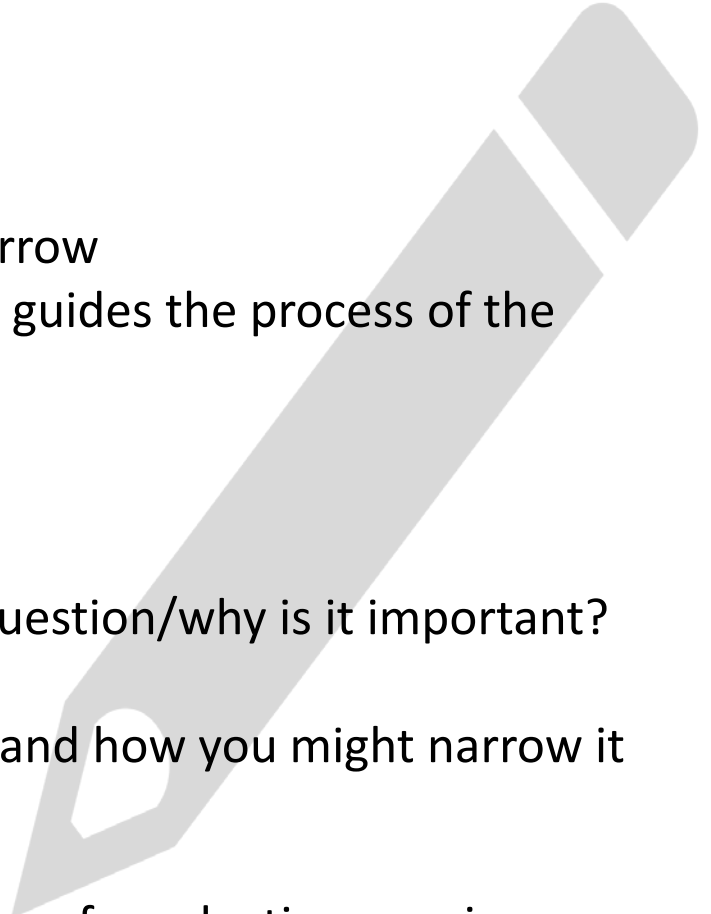 rrow
guides the process of the
uestion/why is it important?
and how you might narrow it